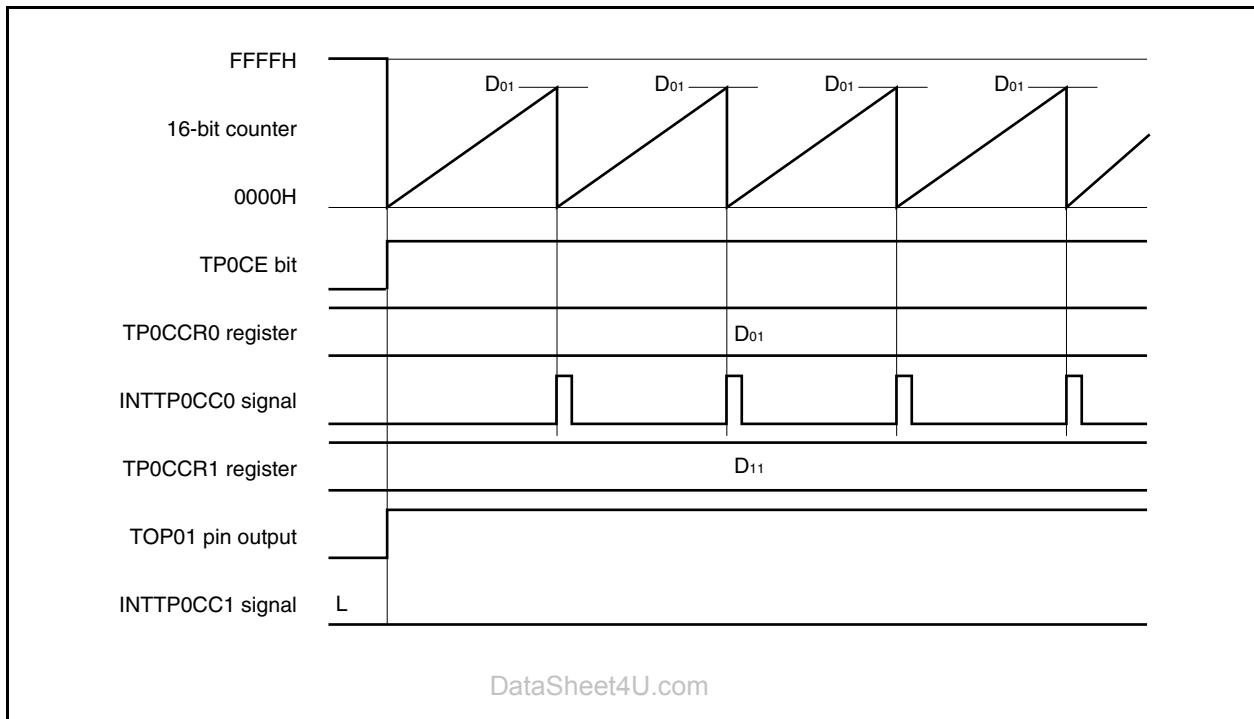 FFFFH
D01 D01 D01 D01
16-bit counter
0000H
TP0CE bit
TP0CCR0 register D01
INTTP0CC0 signal
TP0CCR1 register D11
TOP01 pin output
INTTP0CC1 signal L
DataSheet4U.com